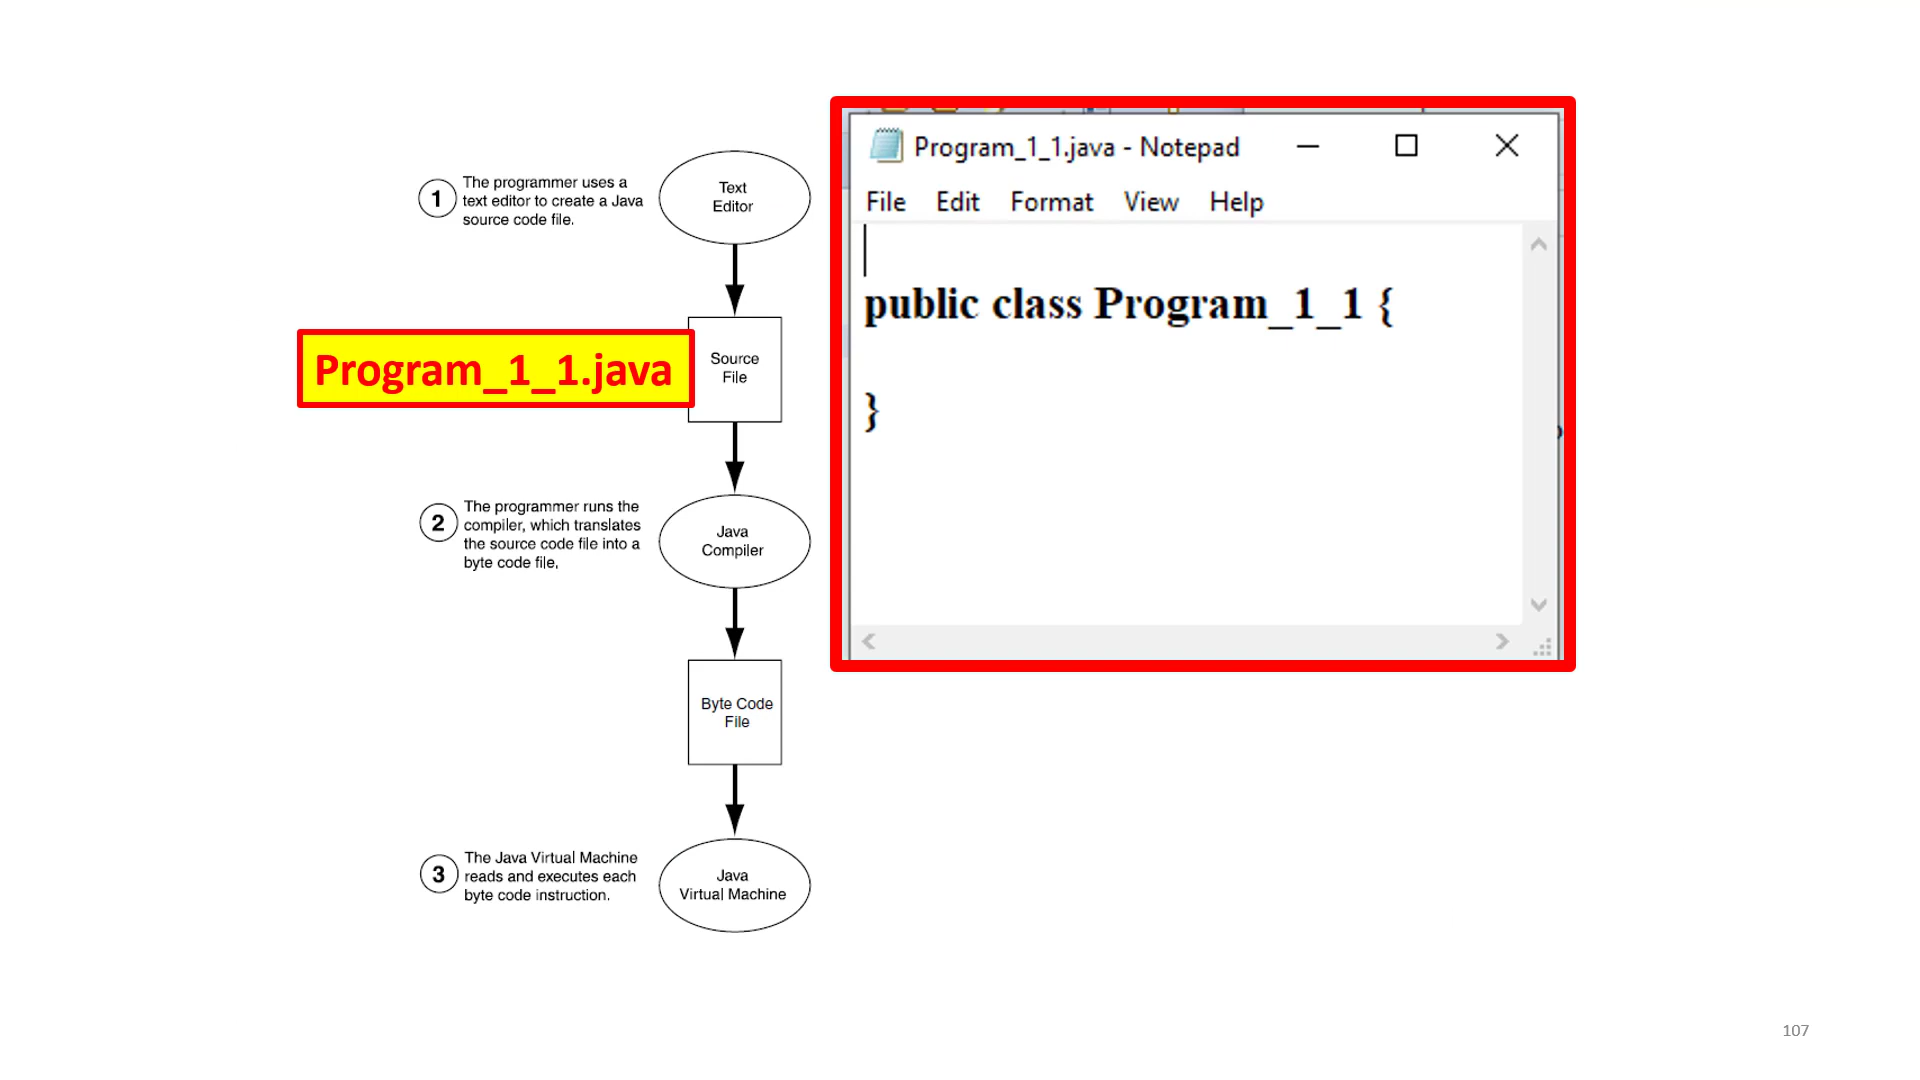 1
The programmer uses a
text editor to create a Java
source code file.
Text
Editor
Program_1_1.java
Source
File
2
The programmer runs the
compiler, which translates
the source code file into a
byte code file,
Java
Compiler
Byte Code
File
3
The Java Virtual Machine
reads and executes each
byte code instruction.
Java
Virtual Machine
Program_1_1.java - Notepad
File Edit Format View Help
public class Program_1_1 {
}
107